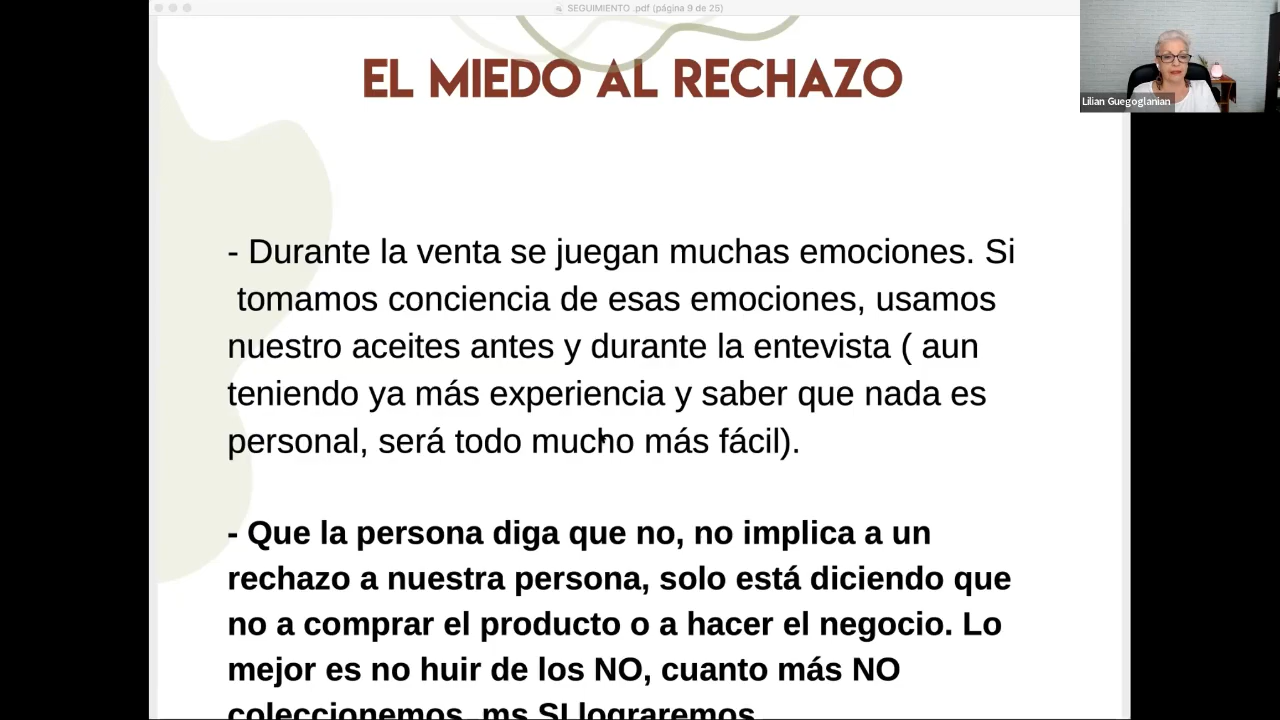 SEGUIMIENTO .pdf (página 9 de 25)
EL MIEDO AL RECHAZO
Lilian Guegoglanian
- Durante la venta se juegan muchas emociones. Si
tomamos conciencia de esas emociones, usamos
nuestro aceites antes y durante la entevista ( aun
teniendo ya más experiencia y saber que nada es
personal, será todo mucho más fácil).
- Que la persona diga que no, no implica a un
rechazo a nuestra persona, solo está diciendo que
no a comprar el producto o a hacer el negocio. Lo
mejor es no huir de los NO, cuanto más NO
coleccionemos, ms SI lograremos.